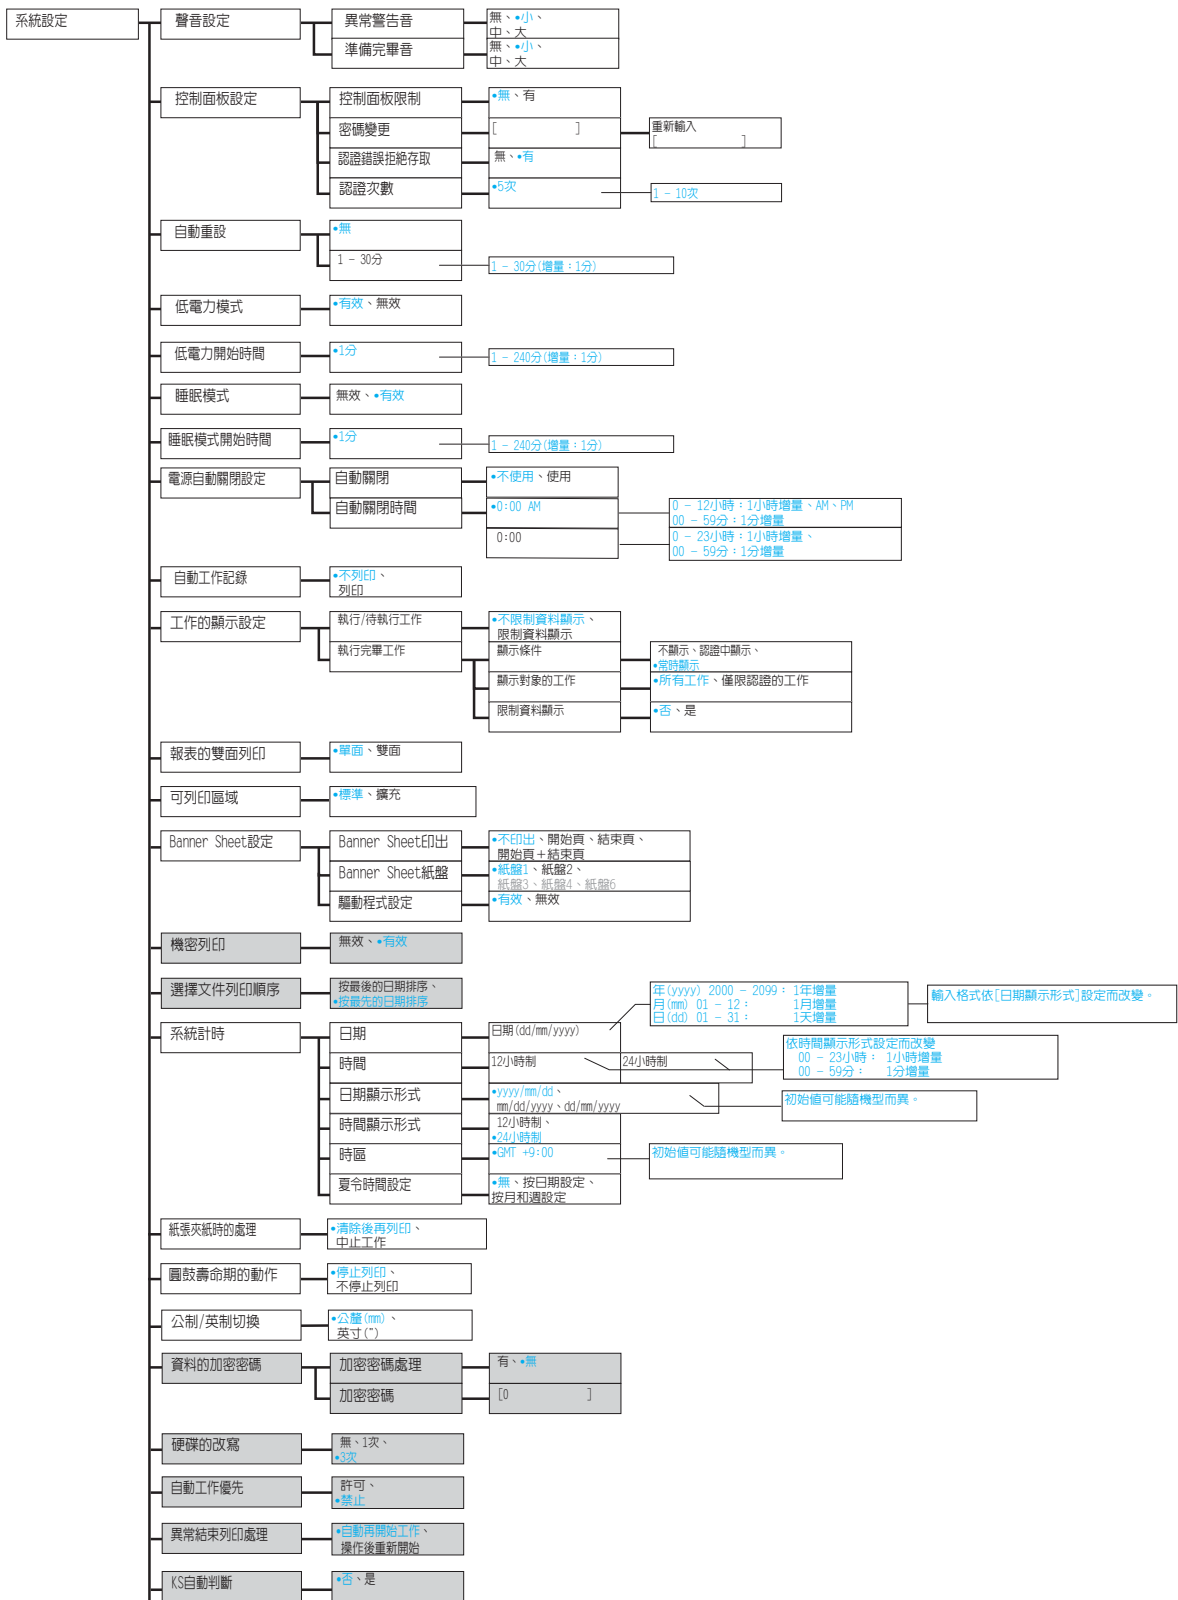 系統設定
聲音設定
異常警告音
無、•小、
中、大
準備完畢音
無、•小、
中、大
控制面板設定
控制面板限制
•無、有
密碼變更
[ ]
重新輸入
[ ]
認證錯誤拒絕存取
無、•有
認證次數
•5次
1 – 10次
自動重設
•無
1 – 30分
1 – 30分(增量：1分)
低電力模式
•有效、無效
低電力開始時間
•1分
1 – 240分(增量：1分)
睡眠模式
無效、•有效
睡眠模式開始時間
•1分
1 – 240分(增量：1分)
電源自動關閉設定
自動關閉
•不使用、使用
自動關閉時間
•0:00 AM
0 – 12小時：1小時增量、AM、PM
00 – 59分：1分增量
0:00
0 – 23小時：1小時增量、
00 – 59分：1分增量
自動工作記錄
•不列印、
列印
工作的顯示設定
執行/待執行工作
•不限制資料顯示、
限制資料顯示
執行完畢工作
顯示條件
不顯示、認證中顯示、
•常時顯示
顯示對象的工作
•所有工作、僅限認證的工作
限制資料顯示
•否、是
報表的雙面列印
•單面、雙面
可列印區域
•標準、擴充
Banner Sheet設定
Banner Sheet印出
•不印出、開始頁、結束頁、
開始頁＋結束頁
Banner Sheet紙盤
•紙盤1、紙盤2、
紙盤3、紙盤4、紙盤6
驅動程式設定
•有效、無效
機密列印
無效、•有效
選擇文件列印順序
按最後的日期排序、
•按最先的日期排序
系統計時
日期
日期(dd/mm/yyyy)
年(yyyy) 2000 – 2099： 1年增量
月(mm) 01 – 12： 1月增量
日(dd) 01 – 31： 1天增量
輸入格式依[日期顯示形式]設定而改變。
時間
12小時制
24小時制
依時間顯示形式設定而改變
00 – 23小時： 1小時增量
00 – 59分： 1分增量
日期顯示形式
•yyyy/mm/dd、
mm/dd/yyyy、dd/mm/yyyy
初始值可能隨機型而異。
時間顯示形式
12小時制、
•24小時制
時區
•GMT +9:00
初始值可能隨機型而異。
夏令時間設定
•無、按日期設定、
按月和週設定
紙張夾紙時的處理
•清除後再列印、
中止工作
圓鼓壽命期的動作
•停止列印、
不停止列印
公制/英制切換
•公釐(mm)、
英寸(")
資料的加密密碼
加密密碼處理
有、•無
加密密碼
[0 ]
硬碟的改寫
無、1次、
•3次
自動工作優先
許可、
•禁止
異常結束列印處理
•自動再開始工作、
操作後重新開始
KS自動判斷
•否、是